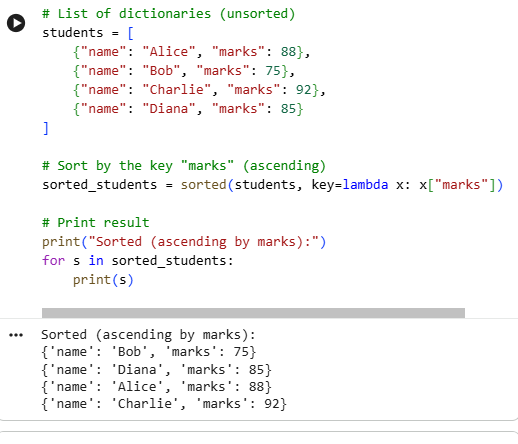 # List of dictionaries (unsorted)
students = [
    {"name": "Alice", "marks": 88},
    {"name": "Bob", "marks": 75},
    {"name": "Charlie", "marks": 92},
    {"name": "Diana", "marks": 85}
]
# Sort by the key "marks" (ascending)
sorted_students = sorted(students, key=lambda x: x["marks"])
# Print result
print("Sorted (ascending by marks):")
for s in sorted_students:
    print(s)
Sorted (ascending by marks):
{'name': 'Bob', 'marks': 75}
{'name': 'Diana', 'marks': 85}
{'name': 'Alice', 'marks': 88}
{'name': 'Charlie', 'marks': 92}